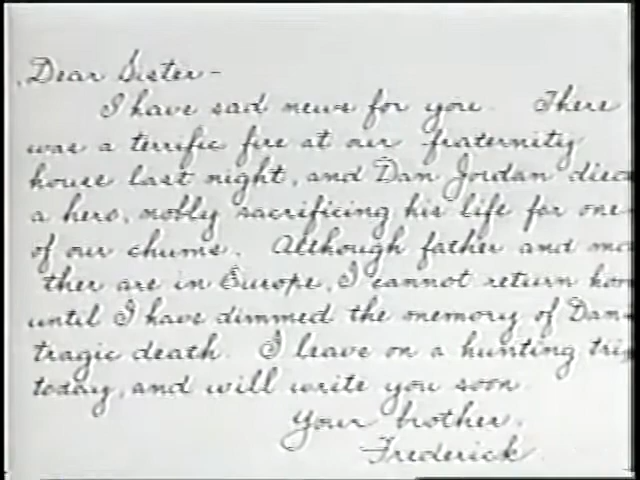 Dear Sister -
I have sad news for you. There
was a terrific fire at our fraternity
house last night, and Dan Jordan died
a hero, nobly sacrificing his life for one
of our chums. Although father and mo
ther are in Europe, I cannot return hom
until I have dimmed the memory of Dan
tragic death. I leave on a hunting trip
today, and will write you soon.
Your brother,
Frederick.